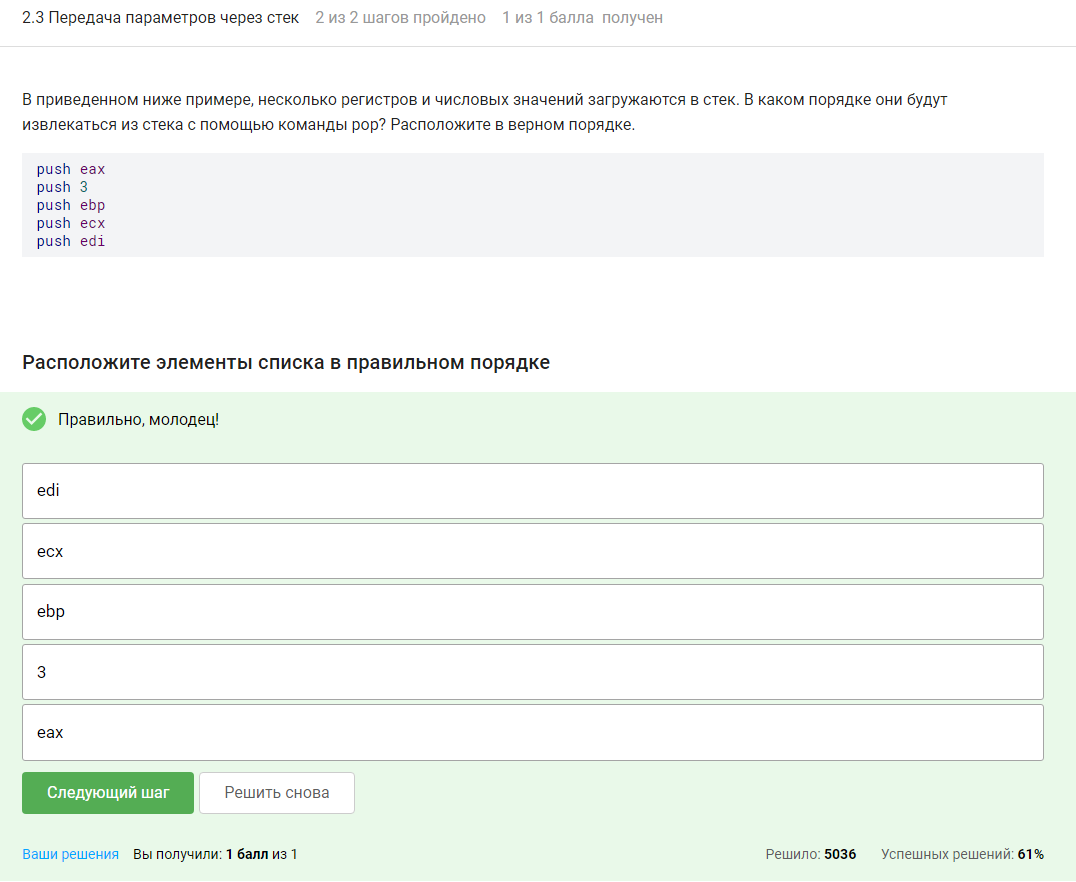 2.3 Передача параметров через стек 2 из 2 шагов пройдено 1 из 1 балла получен
В приведенном ниже примере, несколько регистров и числовых значений загружаются в стек. В каком порядке они будут
извлекаться из стека с помощью команды pop? Расположите в верном порядке.
push eax
push 3
push ebp
push ecx
push edi
Расположите элементы списка в правильном порядке
Правильно, молодец!
edi
ecx
ebp
3
eax
Следующий шаг Решить снова
Ваши решения Вы получили: 1 балл из 1 Решило: 5036 Успешных решений: 61%